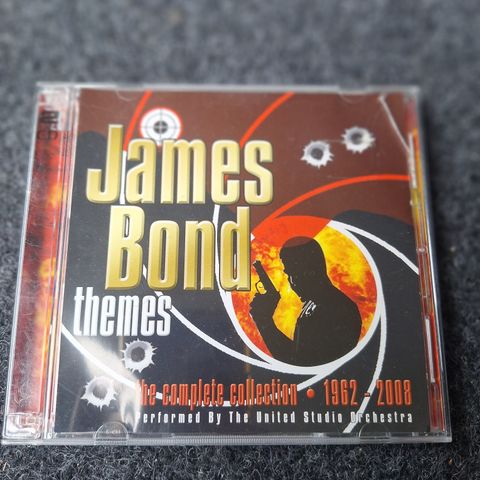 James
Bond
themes
the complete collection • 1962 - 2008
Performed By The United Studio Orchestra